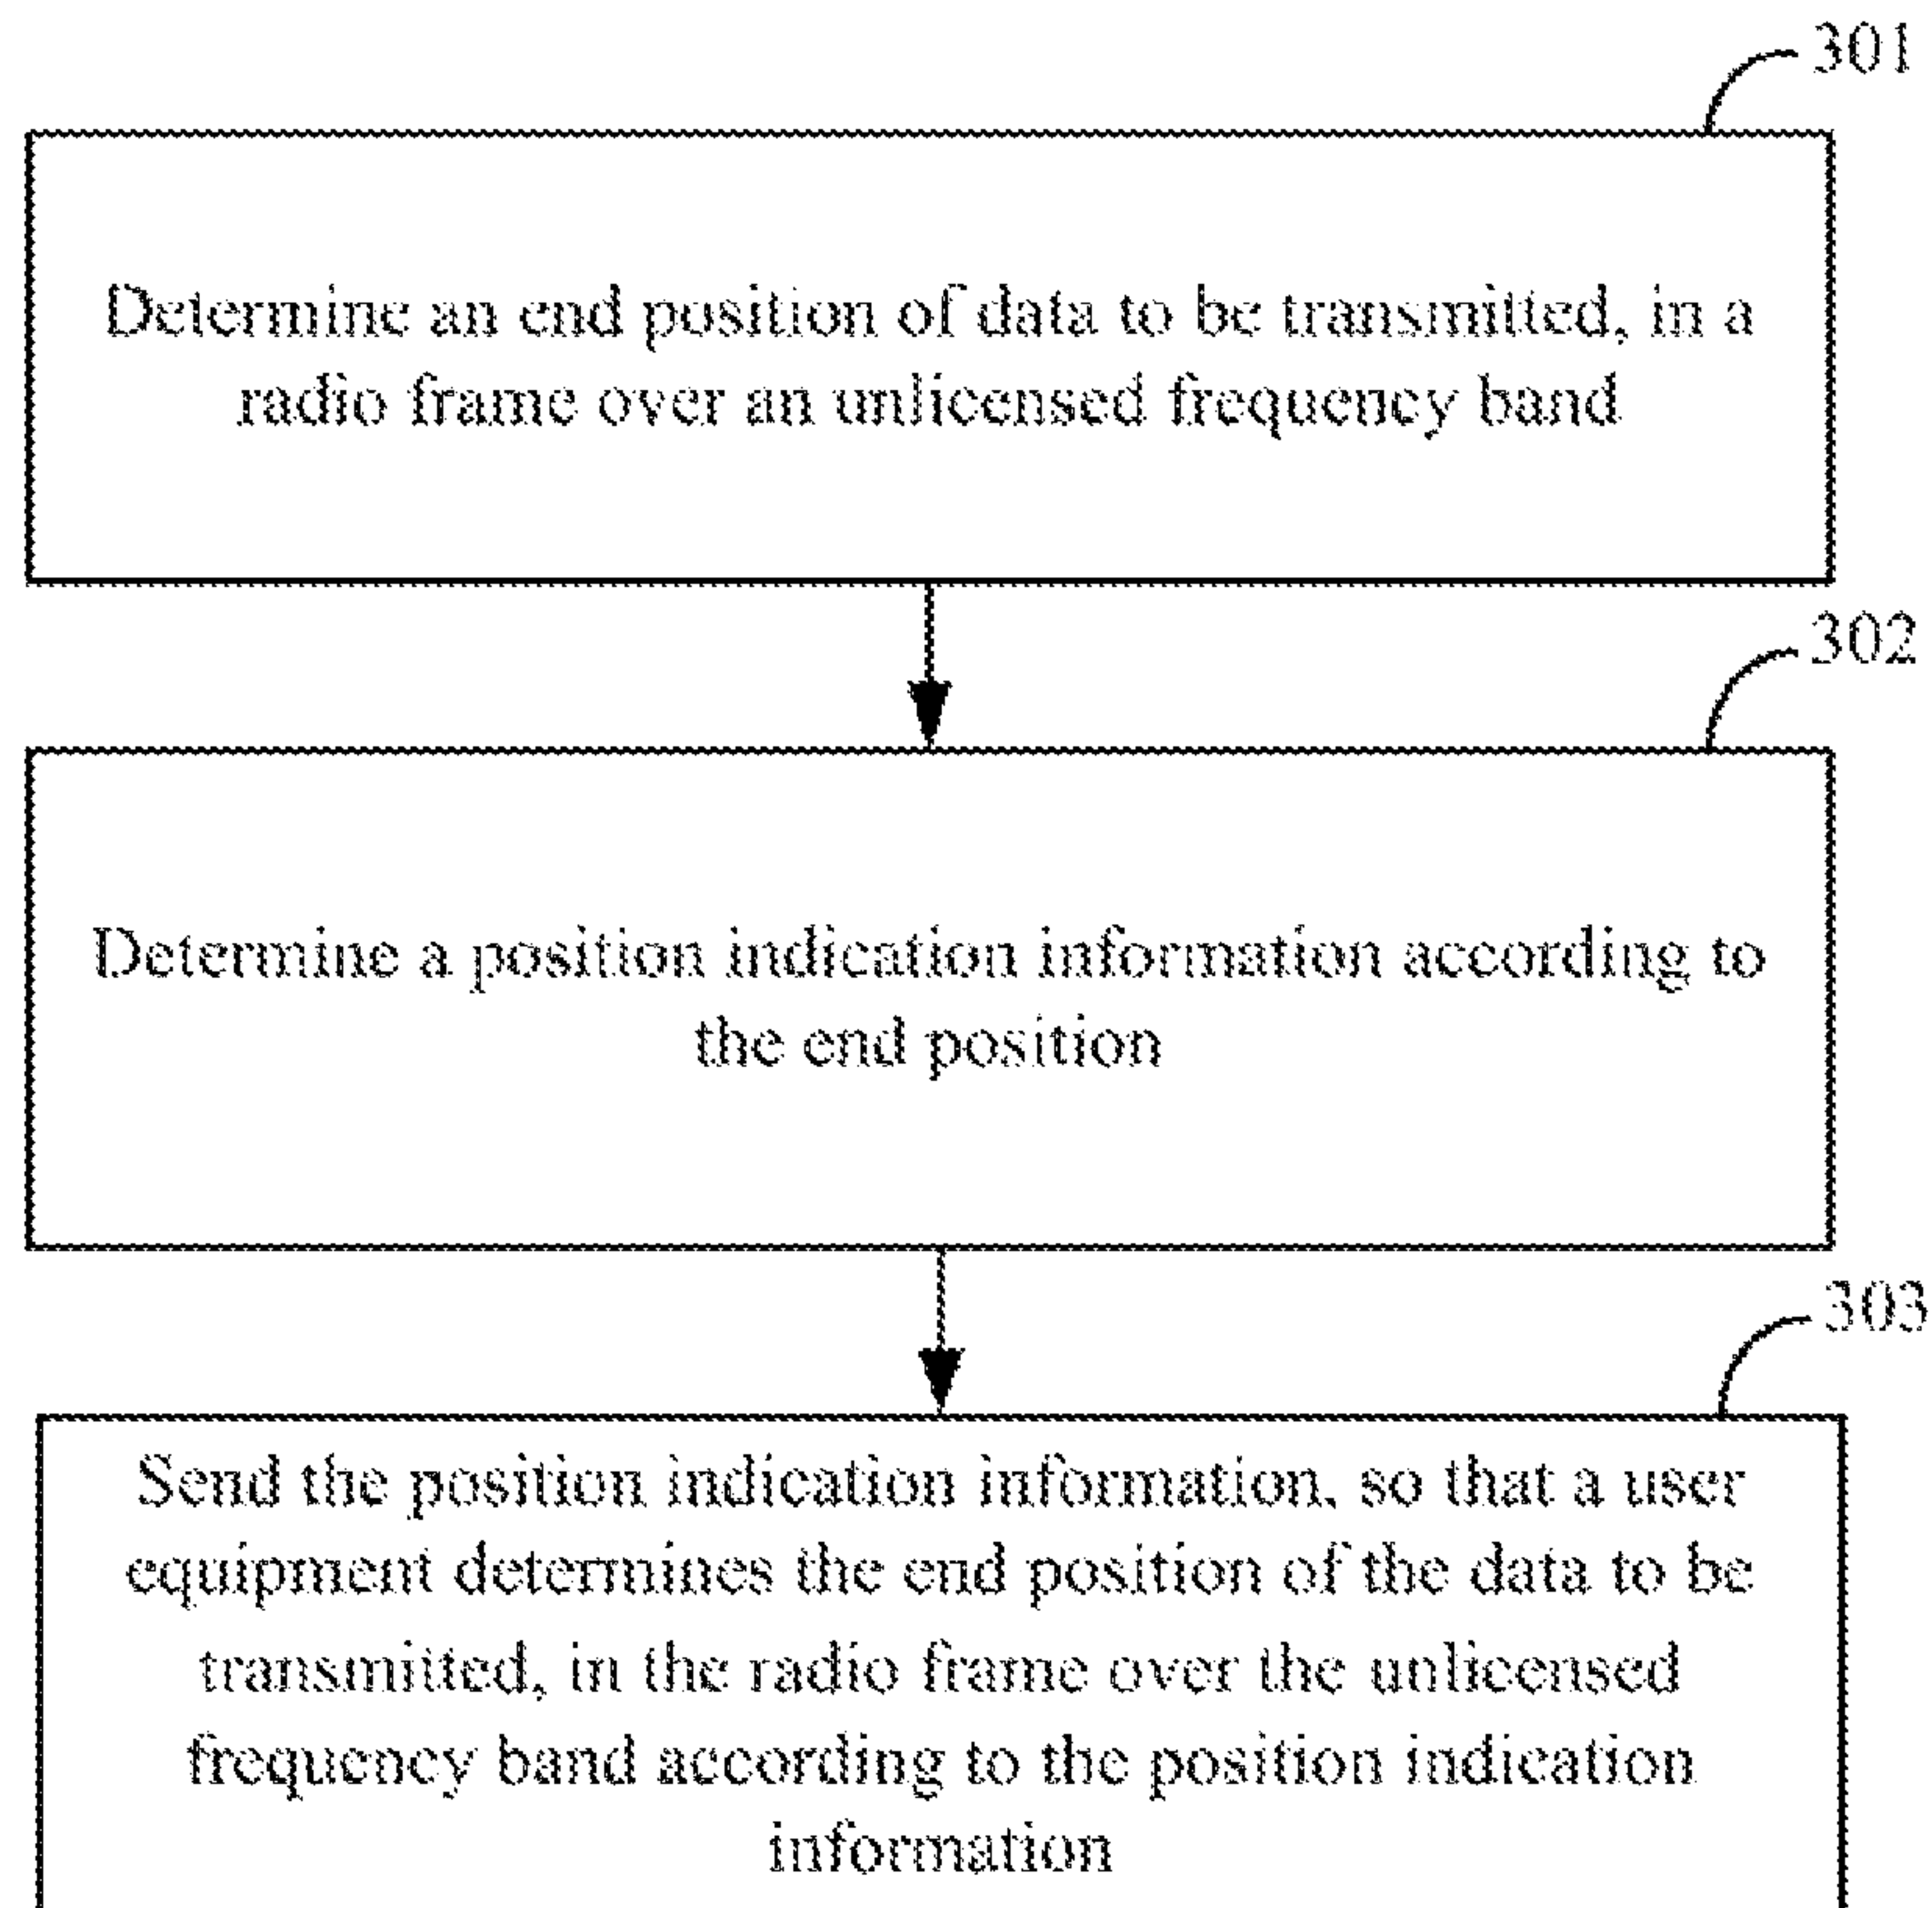 301
Determine an end position of data to be transmitted, in a
radio frame over an unlicensed frequency band
302
Determine a position indication information according to
the end position
303
Send the position indication information, so that a user
equipment determines the end position of the data to be
transmitted, in the radio frame over the unlicensed
frequency band according to the position indication
information